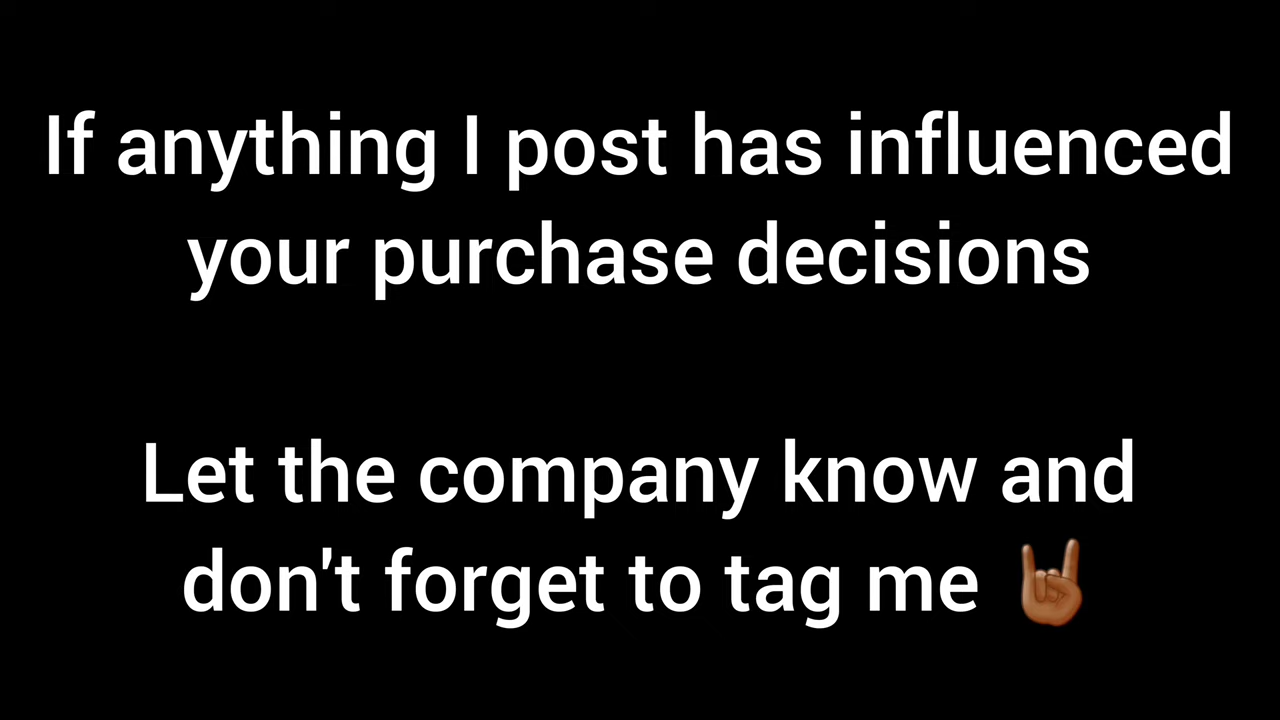 If anything I post has influenced
your purchase decisions
Let the company know and
don't forget to tag me 🤘🏾